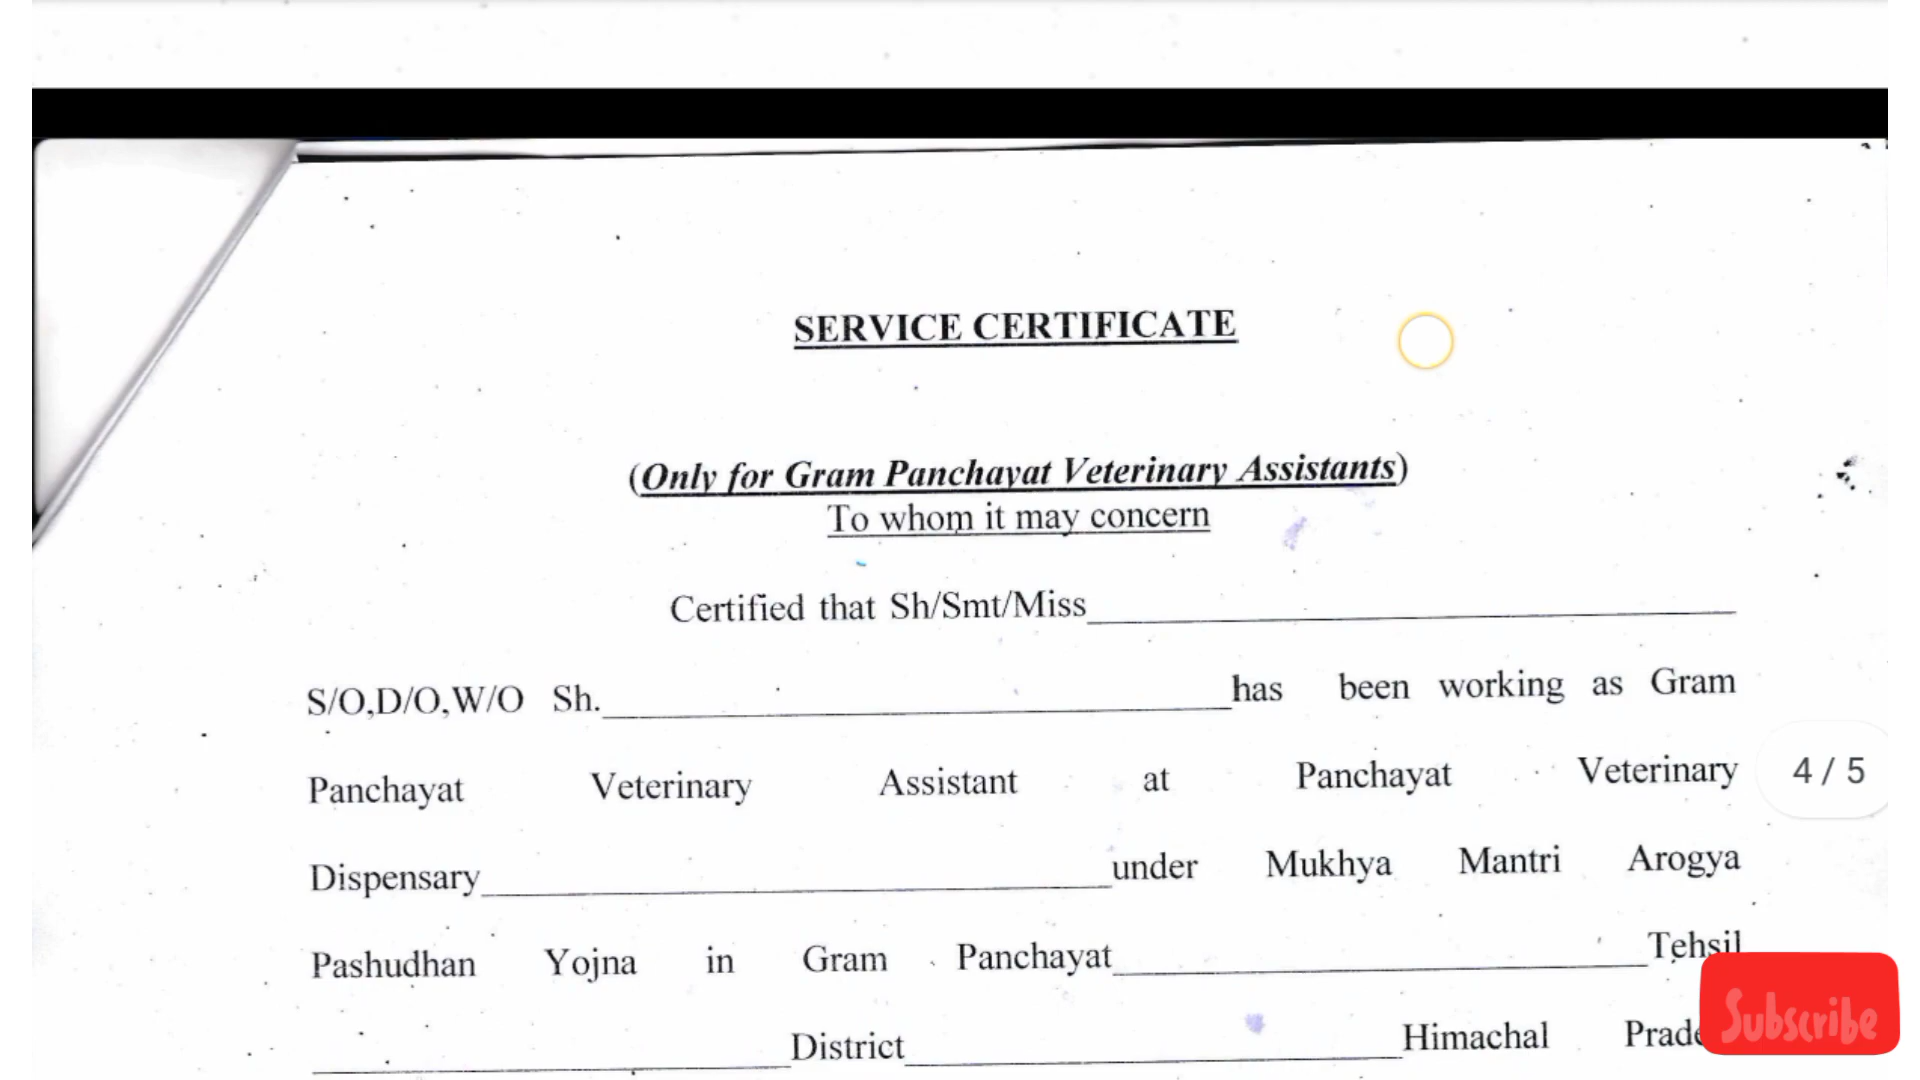 SERVICE CERTIFICATE
(Only for Gram Panchayat Veterinary Assistants)
To whom it may concern
Certified that Sh/Smt/Miss
S/O,D/O,W/O Sh. has been working as Gram
Panchayat Veterinary Assistant at Panchayat Veterinary
4 / 5
Dispensary under Mukhya Mantri Arogya
Pashudhan Yojna in Gram Panchayat Tehsil
District Himachal
Subscribe